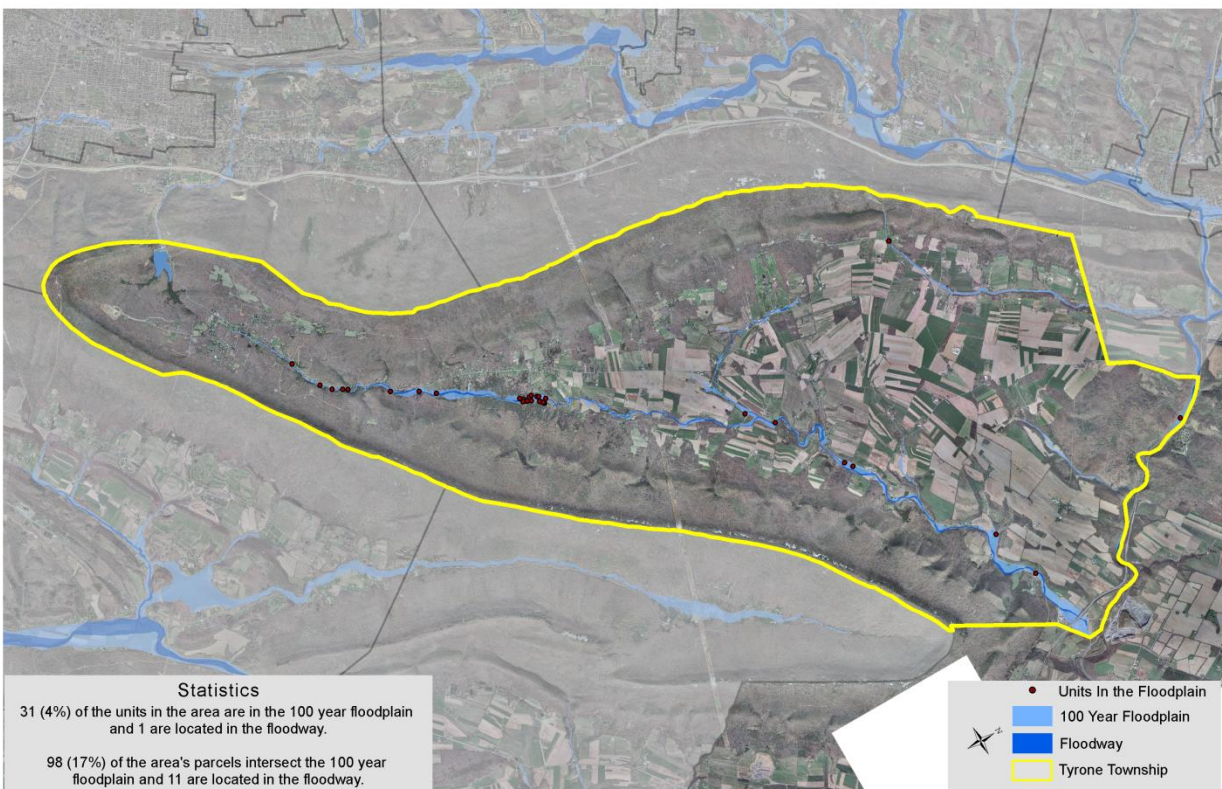 Statistics
31 (4%) of the units in the area are in the 100 year floodplain
and 1 are located in the floodway.
98 (17%) of the area's parcels intersect the 100 year
floodplain and 11 are located in the floodway.
Units In the Floodplain
100 Year Floodplain
Floodway
Tyrone Township
N